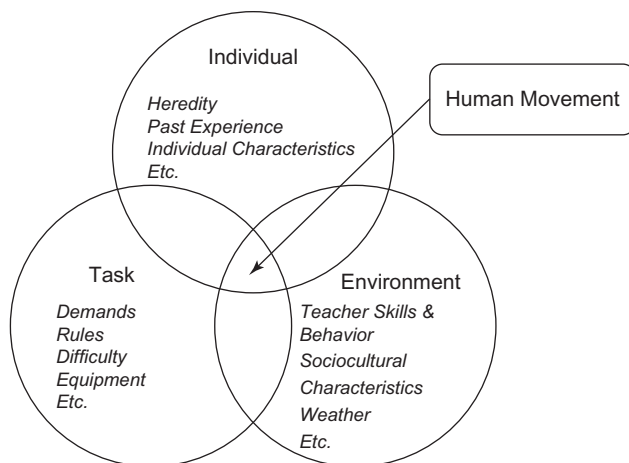 Individual
Heredity
Past Experience
Individual Characteristics
Etc.
Human Movement
Task
Demands
Rules
Difficulty
Equipment
Etc.
Environment
Teacher Skills &
Behavior
Sociocultural
Characteristics
Weather
Etc.